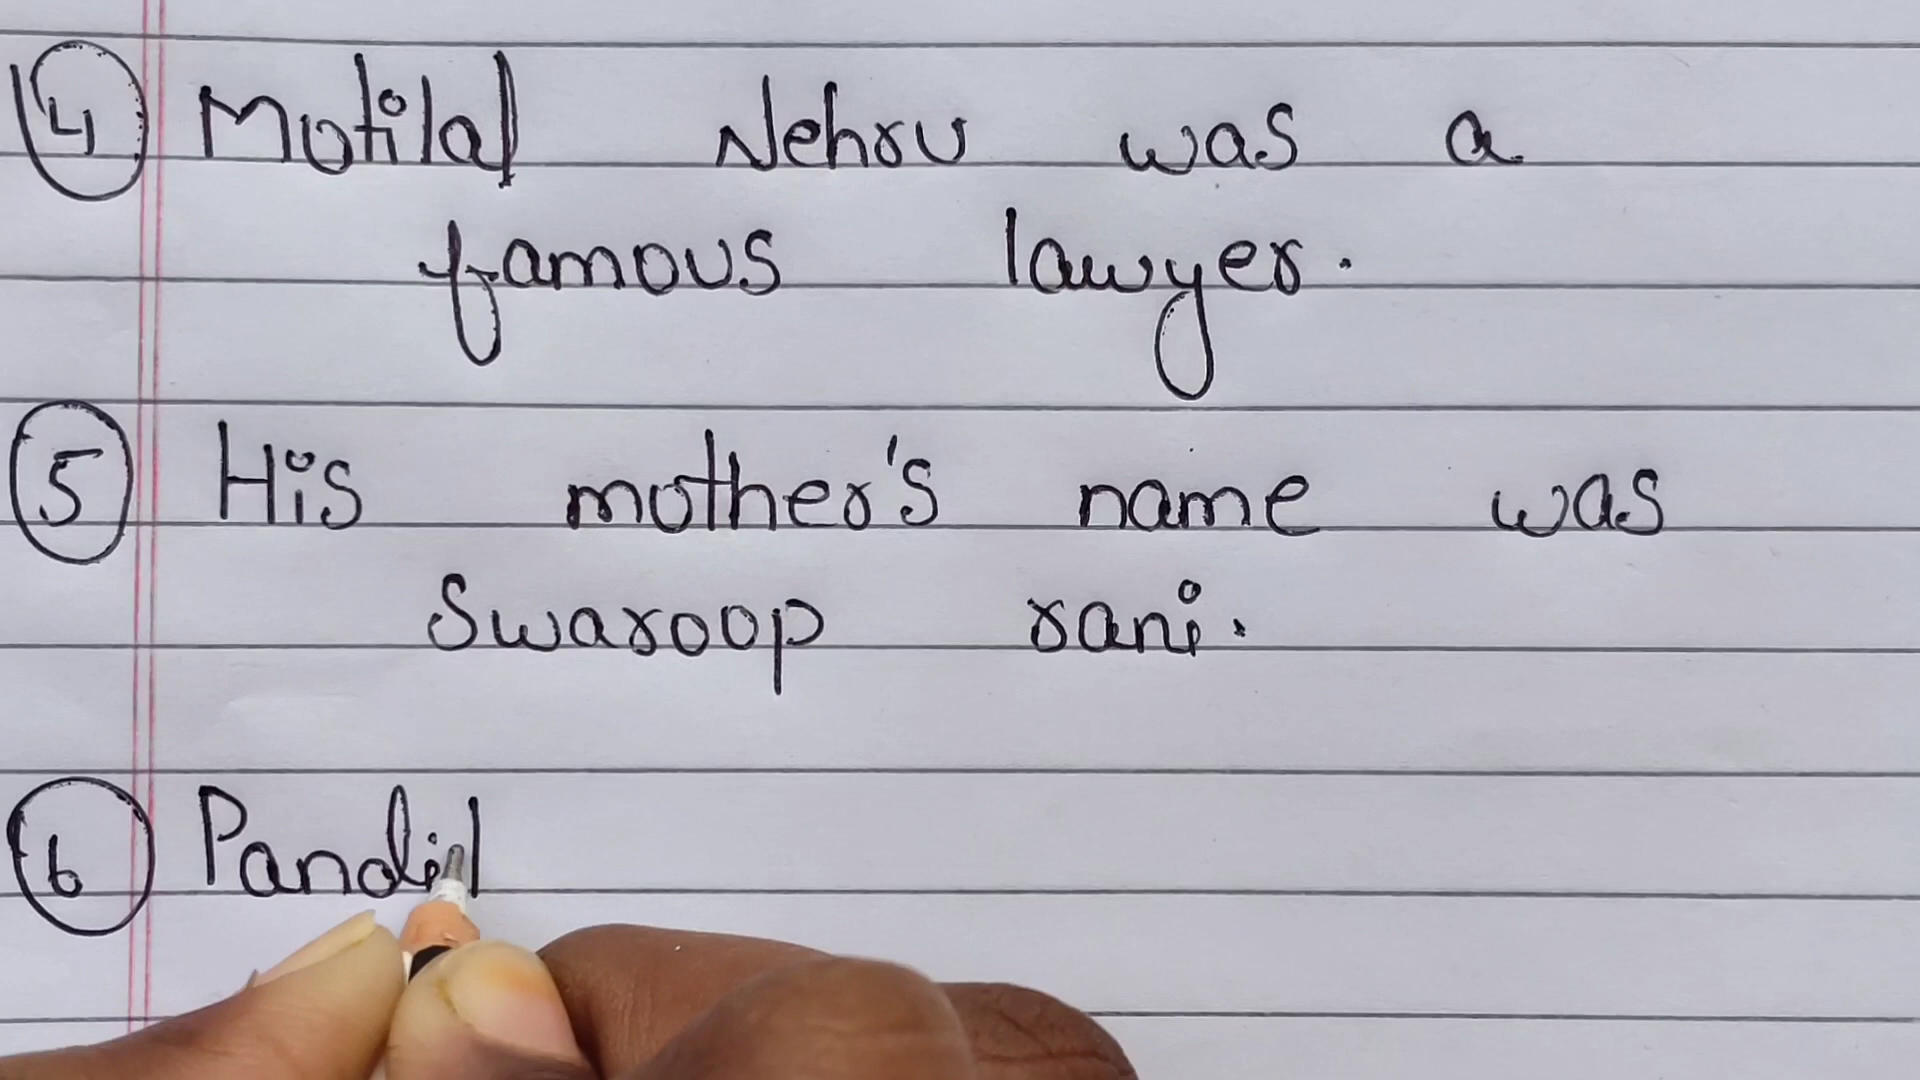 4 Motilal Nehru was a
famous lawyer.
5 His mother's name was
Swaroop rani.
6 Pandit